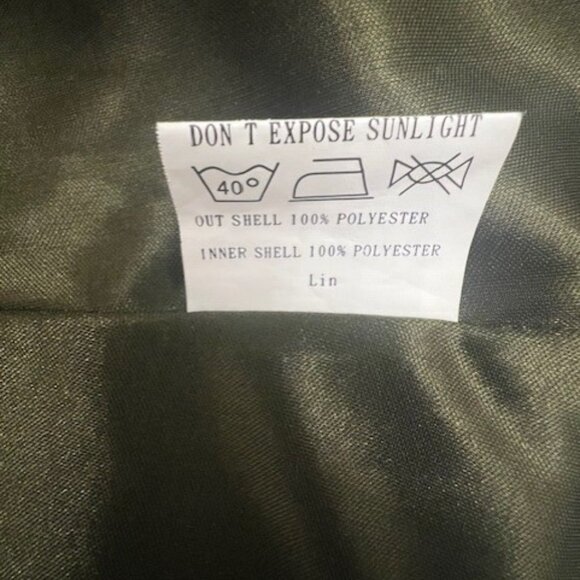 DON T EXPOSE SUNLIGHT
40°
OUT SHELL 100% POLYESTER
INNER SHELL 100% POLYESTER
Lin